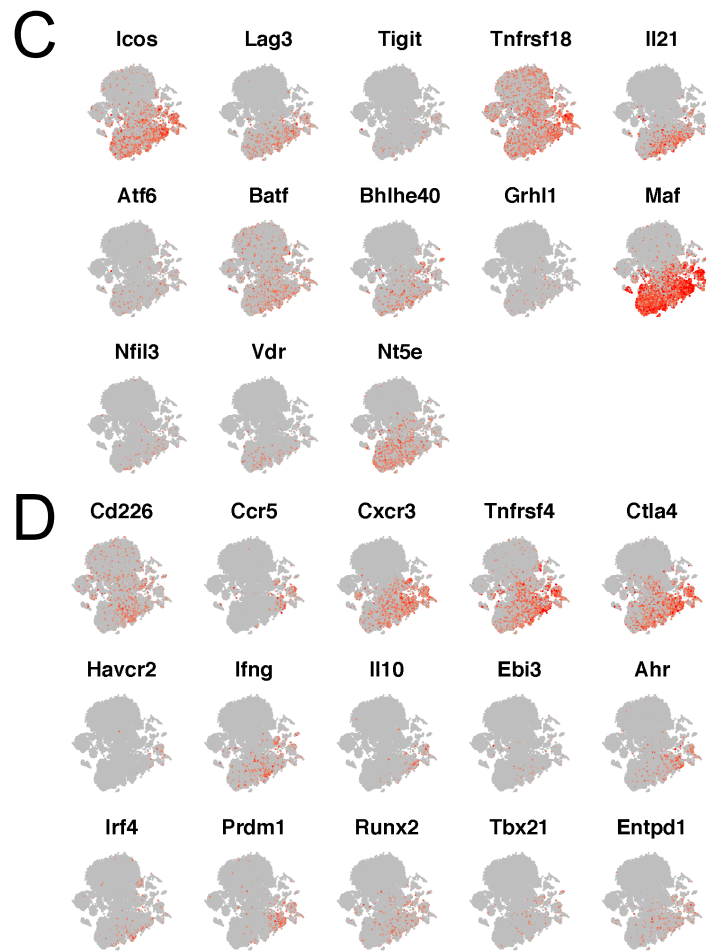 C
Icos Lag3 Tigit Tnfrsf18 Il21
Atf6 Batf Bhlhe40 Grhl1 Maf
Nfil3 Vdr Nt5e
D
Cd226 Ccr5 Cxcr3 Tnfrsf4 Ctla4
Havcr2 Ifng Il10 Ebi3 Ahr
Irf4 Prdm1 Runx2 Tbx21 Entpd1